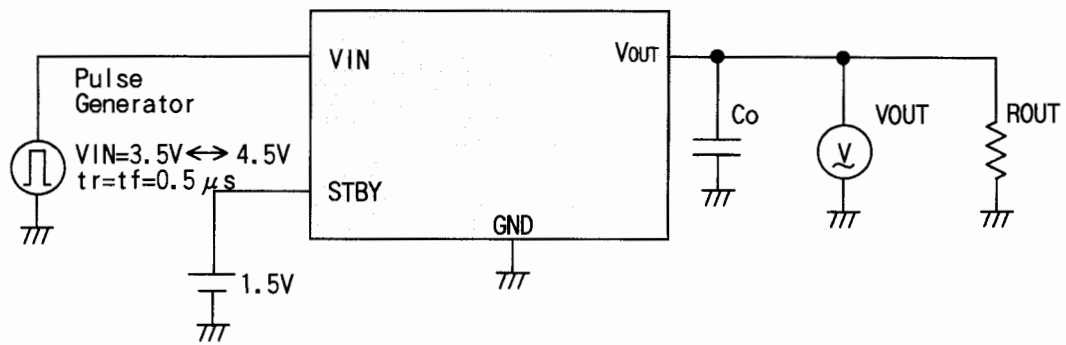 VIN
VOUT
Pulse
Generator
Co
VOUT
ROUT
V
VIN=3.5V↔4.5V
tr=tf=0.5μs
STBY
GND
1.5V